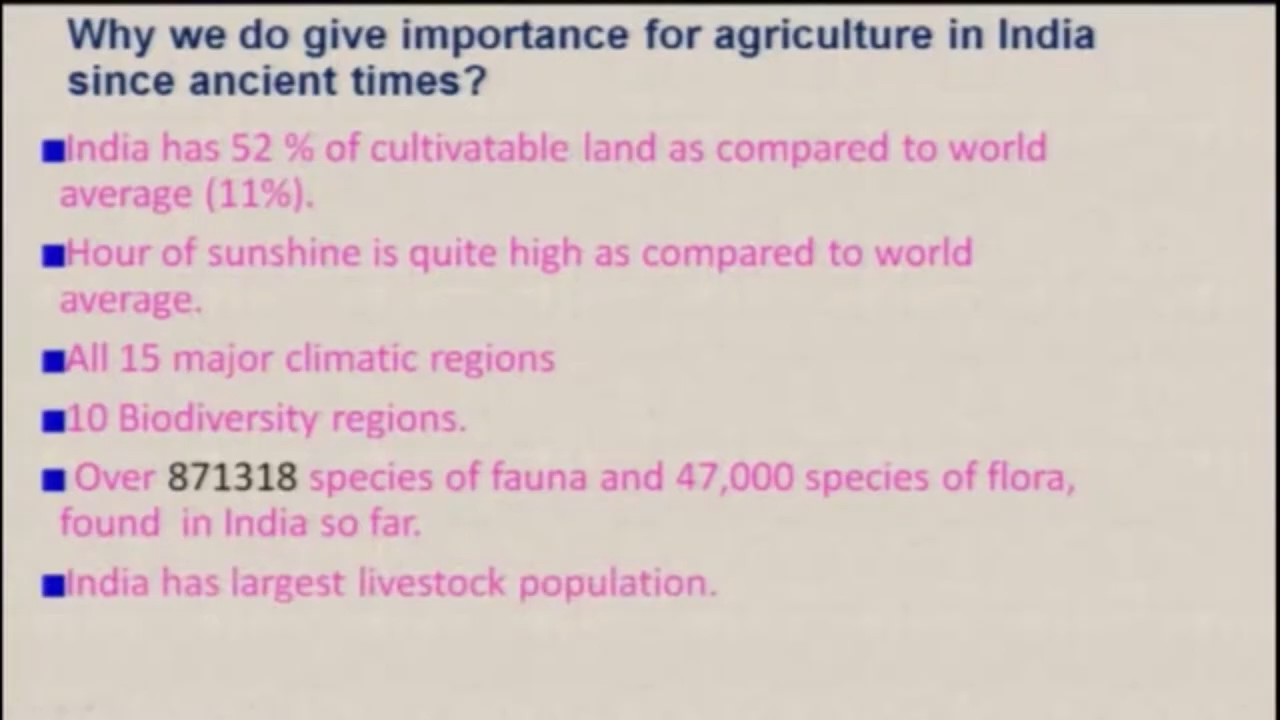 Why we do give importance for agriculture in India
since ancient times?
■India has 52 % of cultivatable land as compared to world
average (11%).
■Hour of sunshine is quite high as compared to world
average.
■All 15 major climatic regions
■10 Biodiversity regions.
■ Over 871318 species of fauna and 47,000 species of flora,
found in India so far.
■India has largest livestock population.